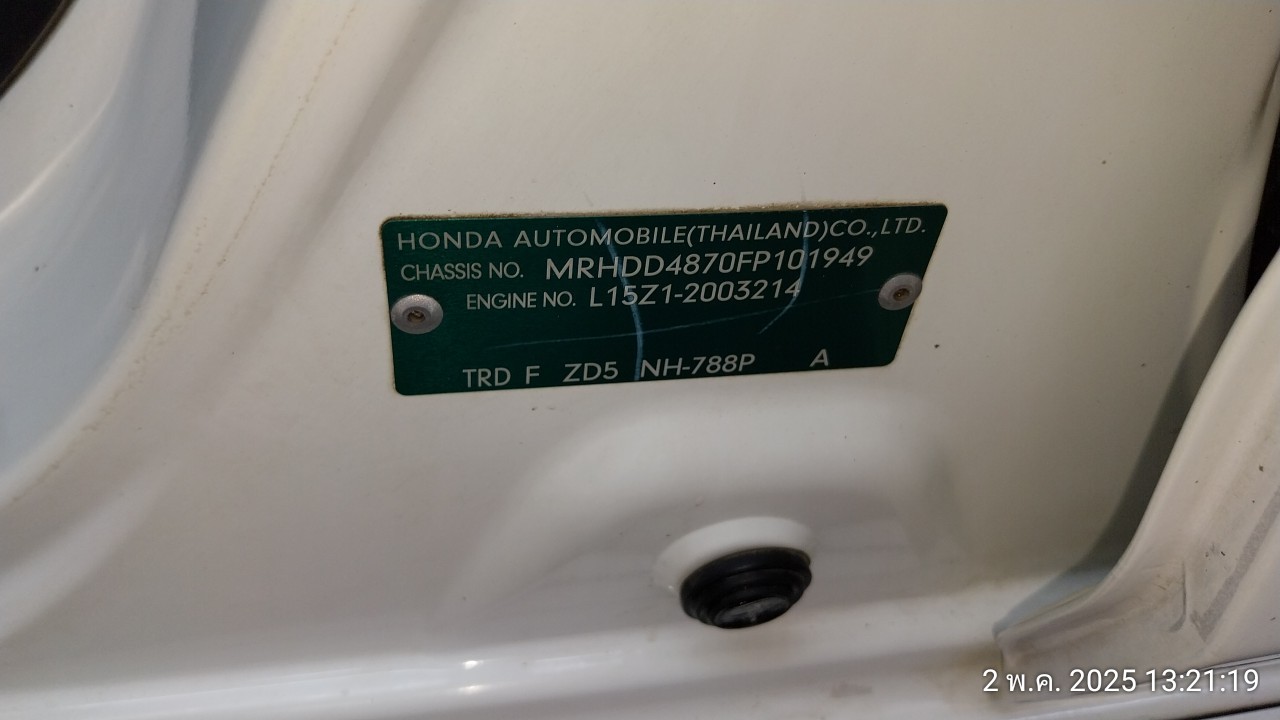 HONDA AUTOMOBILE(THAILAND)CO.,LTD.
CHASSIS NO. MRHDD4870FP101949
ENGINE NO. L15Z1-2003214
TRD F ZD5 NH-788P A
2 พ.ค. 2025 13:21:19